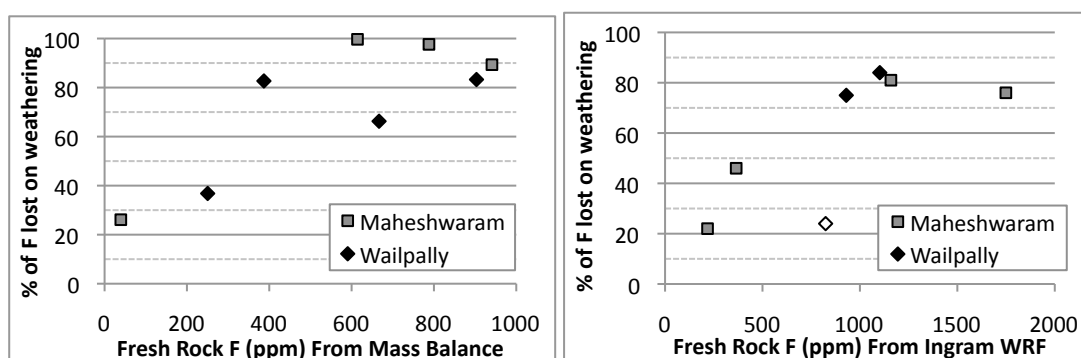 % of F lost on weathering
100
80
60
40
20
0
Maheshwaram
Wailpally
0 200 400 600 800 1000
Fresh Rock F (ppm) From Mass Balance
% of F lost on weathering
100
80
60
40
20
0
Maheshwaram
Wailpally
0 500 1000 1500 2000
Fresh Rock F (ppm) From Ingram WRF